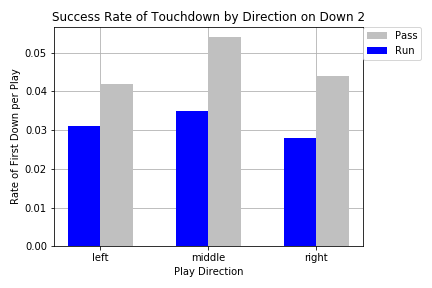 Success Rate of Touchdown by Direction on Down 2
Pass
Run
Rate of First Down per Play
0.05
0.04
0.03
0.02
0.01
0.00
left middle right
Play Direction